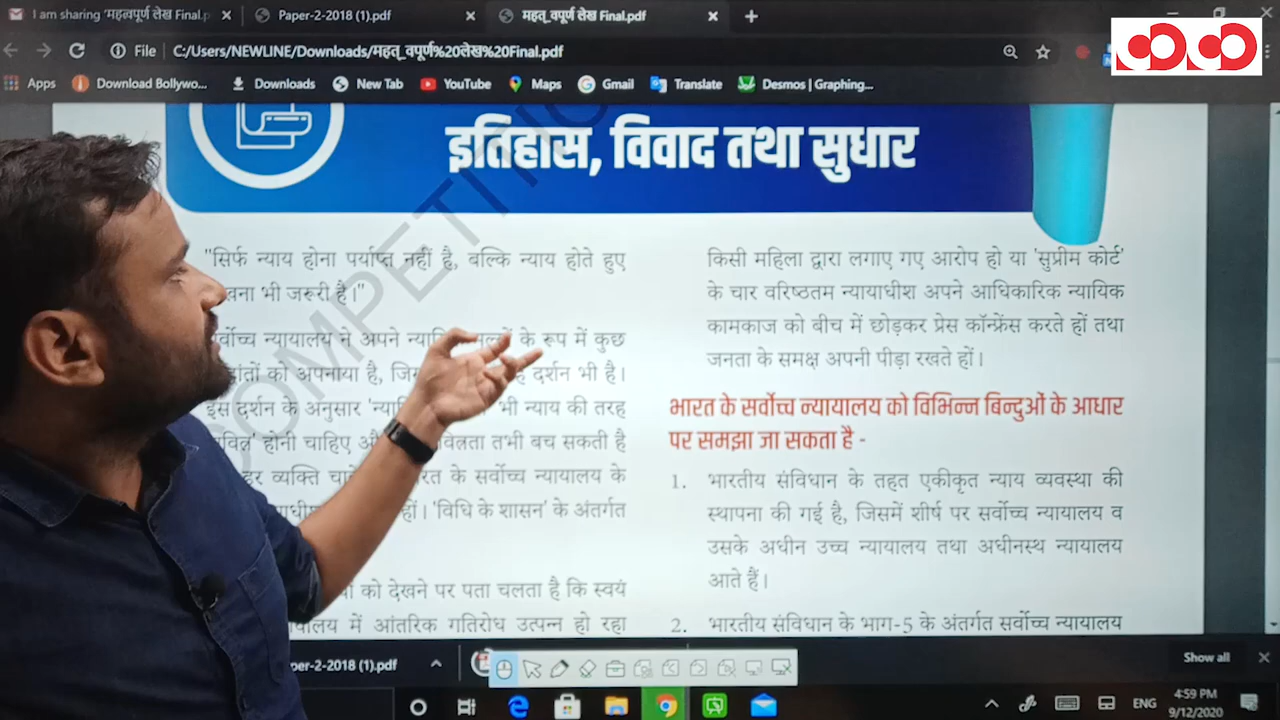 I am sharing 'महत्वपूर्ण लेख Final.p
Paper-2-2018 (1).pdf
महत्_वपूर्ण लेख Final.pdf
File
C:/Users/NEWLINE/Downloads/महत्_वपूर्ण%20लेख%20Final.pdf
Apps
Download Bollywo...
Downloads
New Tab
YouTube
Maps
Gmail
Translate
Desmos | Graphing...
इतिहास, विवाद तथा सुधार
COMPETITIO
"सिर्फ न्याय होना पर्याप्त नहीं है, बल्कि न्याय होते हुए
भी जरूरी है।"
न्यायालय ने अपने के रूप में कुछ
को अपनाया है, दर्शन भी है।
इस दर्शन के अनुसार भी न्याय की तरह
होनी चाहिए तभी बच सकती है
व्यक्ति के सर्वोच्च न्यायालय के
हों। 'विधि के शासन' के अंतर्गत
को देखने पर पता चलता है कि स्वयं
में आंतरिक गतिरोध उत्पन्न हो रहा
किसी महिला द्वारा लगाए गए आरोप हो या 'सुप्रीम कोर्ट'
के चार वरिष्ठतम न्यायाधीश अपने आधिकारिक न्यायिक
कामकाज को बीच में छोड़कर प्रेस कॉन्फ्रेंस करते हों तथा
जनता के समक्ष अपनी पीड़ा रखते हों।
भारत के सर्वोच्च न्यायालय को विभिन्न बिन्दुओं के आधार
पर समझा जा सकता है -
1. भारतीय संविधान के तहत एकीकृत न्याय व्यवस्था की
स्थापना की गई है, जिसमें शीर्ष पर सर्वोच्च न्यायालय व
उसके अधीन उच्च न्यायालय तथा अधीनस्थ न्यायालय
आते हैं।
2. भारतीय संविधान के भाग-5 के अंतर्गत सर्वोच्च न्यायालय
per-2-2018 (1).pdf
Show all
ENG
4:59 PM
9/12/2020